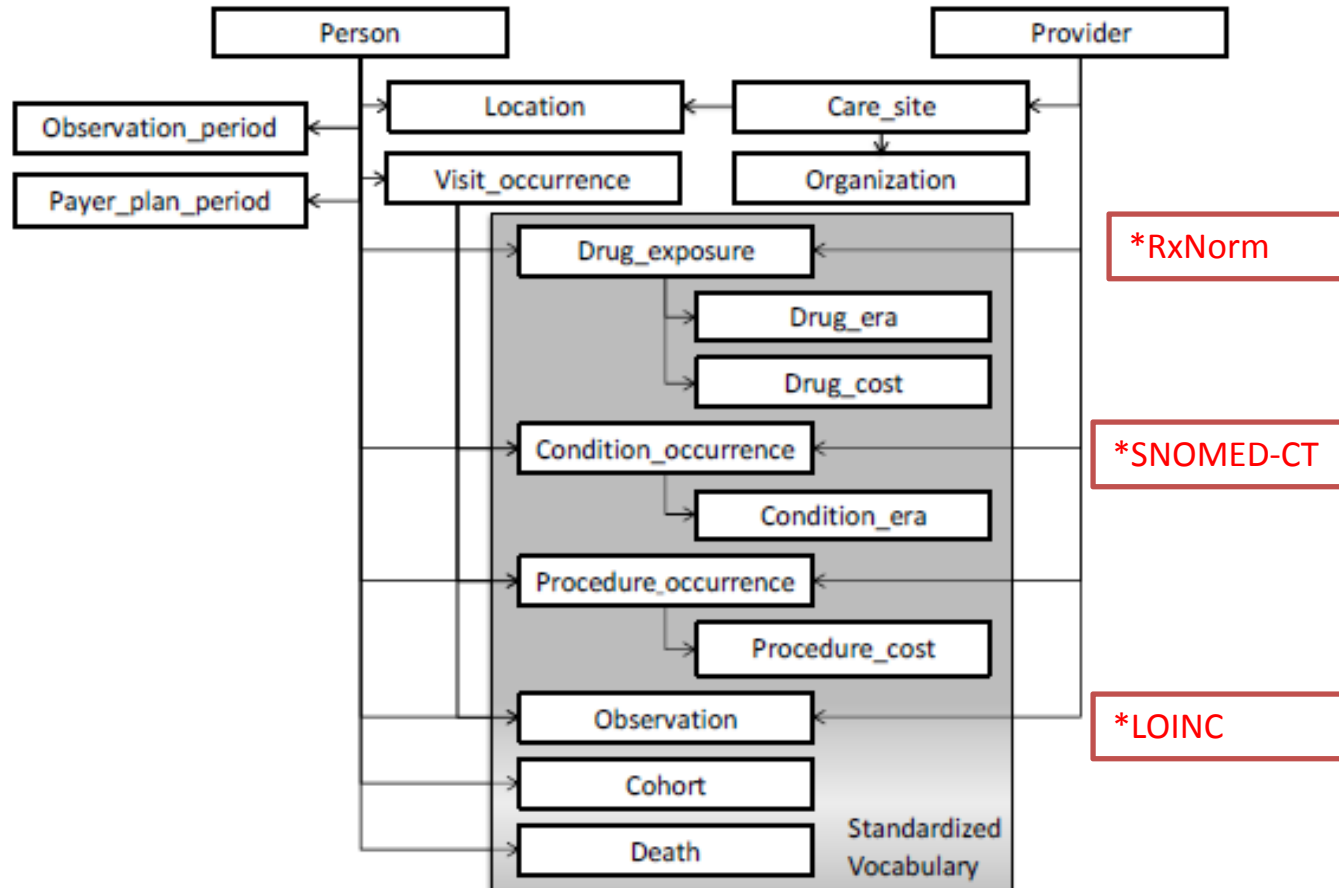 Person
Provider
Location
Care_site
Observation_period
Visit_occurrence
Organization
Payer_plan_period
Drug_exposure
*RxNorm
Drug_era
Drug_cost
Condition_occurrence
*SNOMED-CT
Condition_era
Procedure_occurrence
Procedure_cost
Observation
*LOINC
Cohort
Death
Standardized
Vocabulary